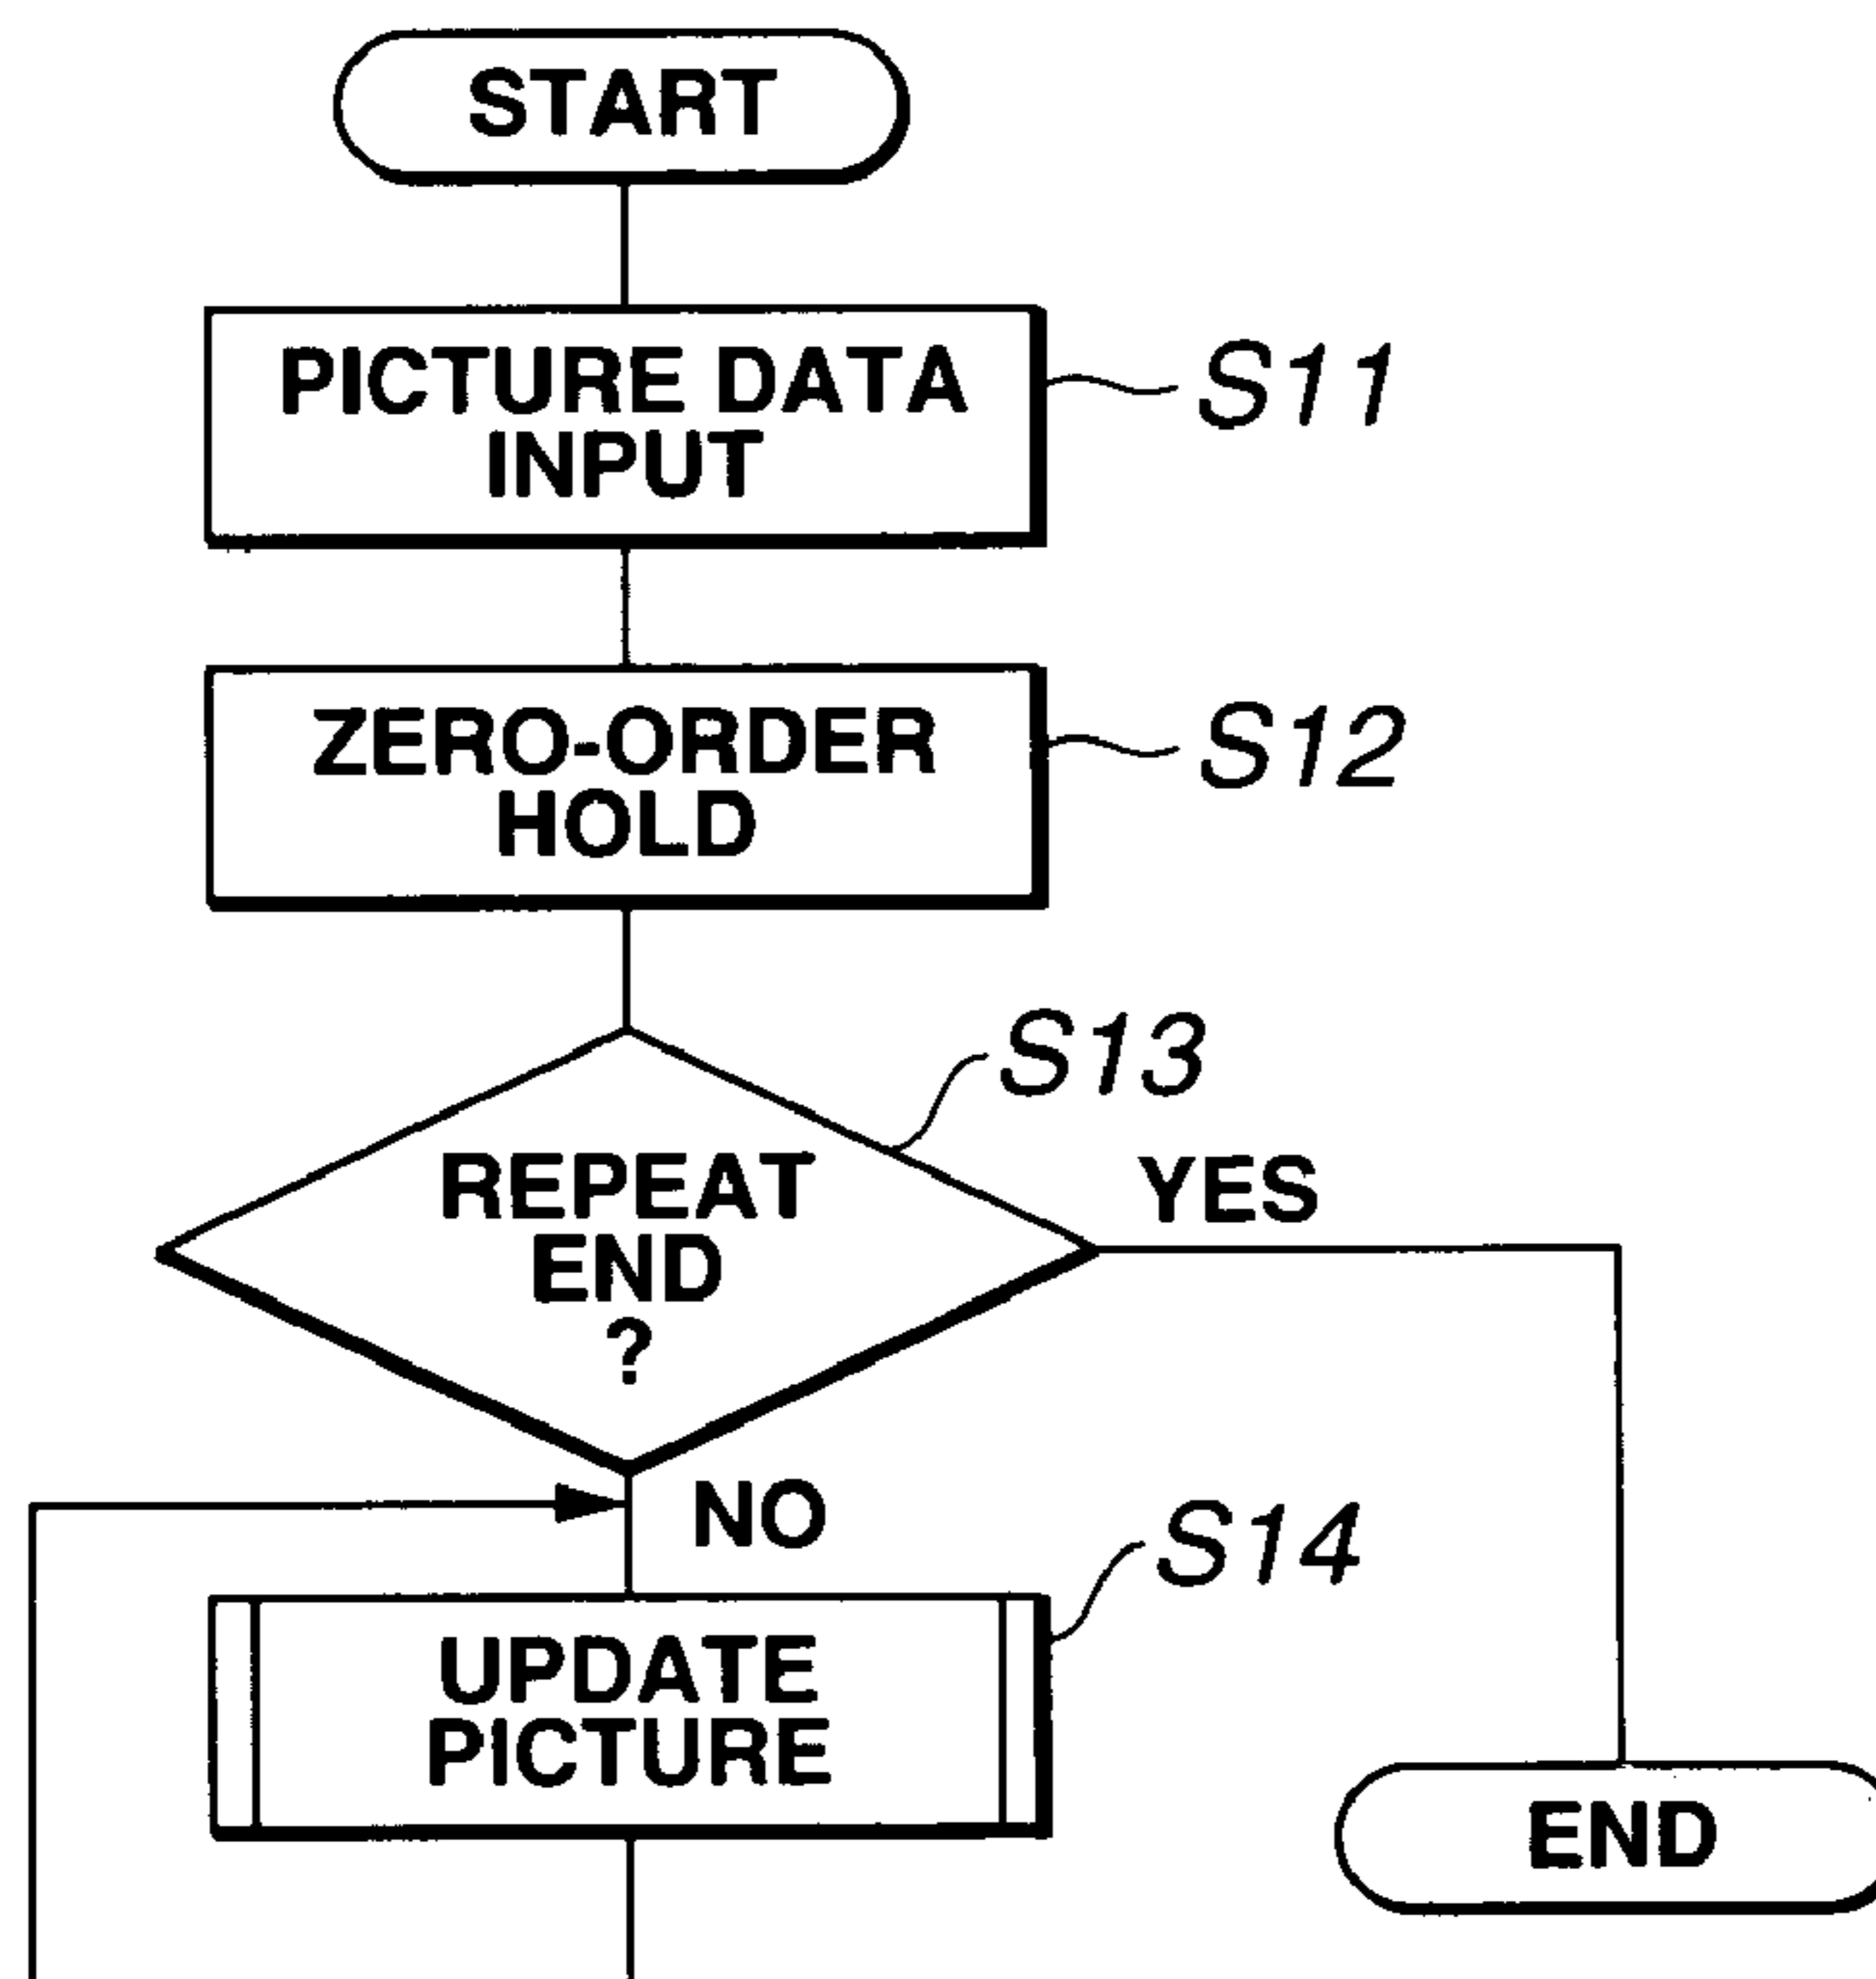 START
PICTURE DATA
INPUT
S11
ZERO-ORDER
HOLD
S12
S13
REPEAT
END
?
YES
NO
S14
UPDATE
PICTURE
END